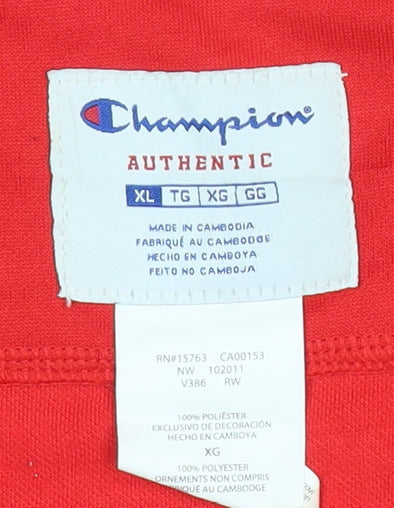 Champion
AUTHENTIC
XL TG XG GG
MADE IN CAMBODIA
FABRIQUÉ AU CAMBODGE
HECHO EN CAMBOYA
FEITO NO CAMBOJA
RN#15763 CA00153
NW 102011
V386 RW
100% POLIÉSTER
EXCLUSIVO DE DECORACIÓN
HECHO EN CAMBOYA
XG
100% POLYESTER
ORNEMENTS NON COMPRIS
AU CAMBODGE